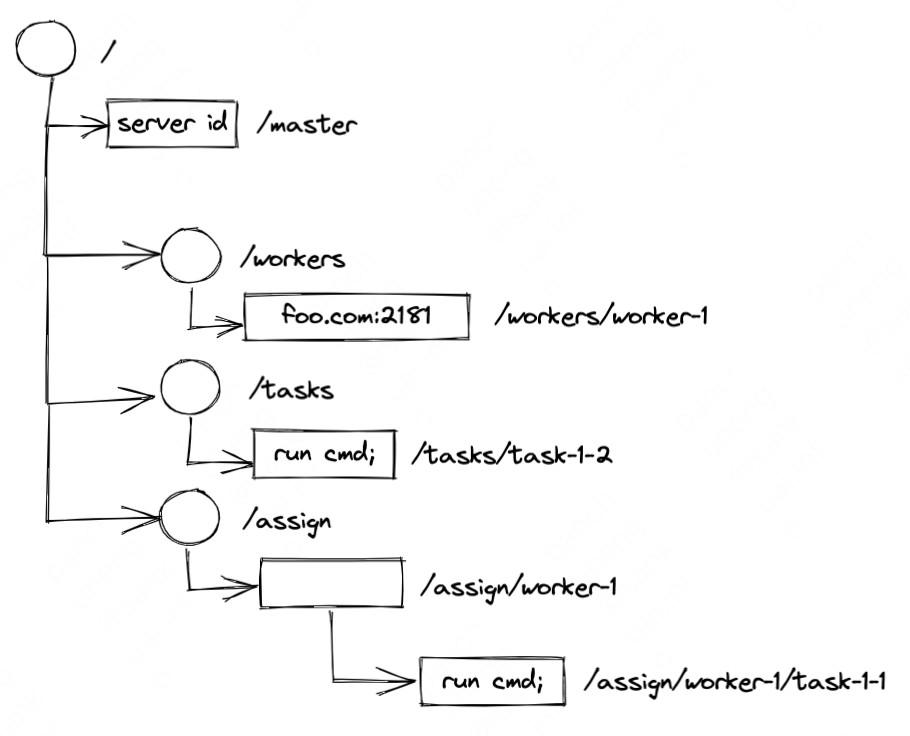 /
server id /master
/workers
foo.com:2181 /workers/worker-1
/tasks
run cmd; /tasks/task-1-2
/assign
/assign/worker-1
run cmd; /assign/worker-1/task-1-1